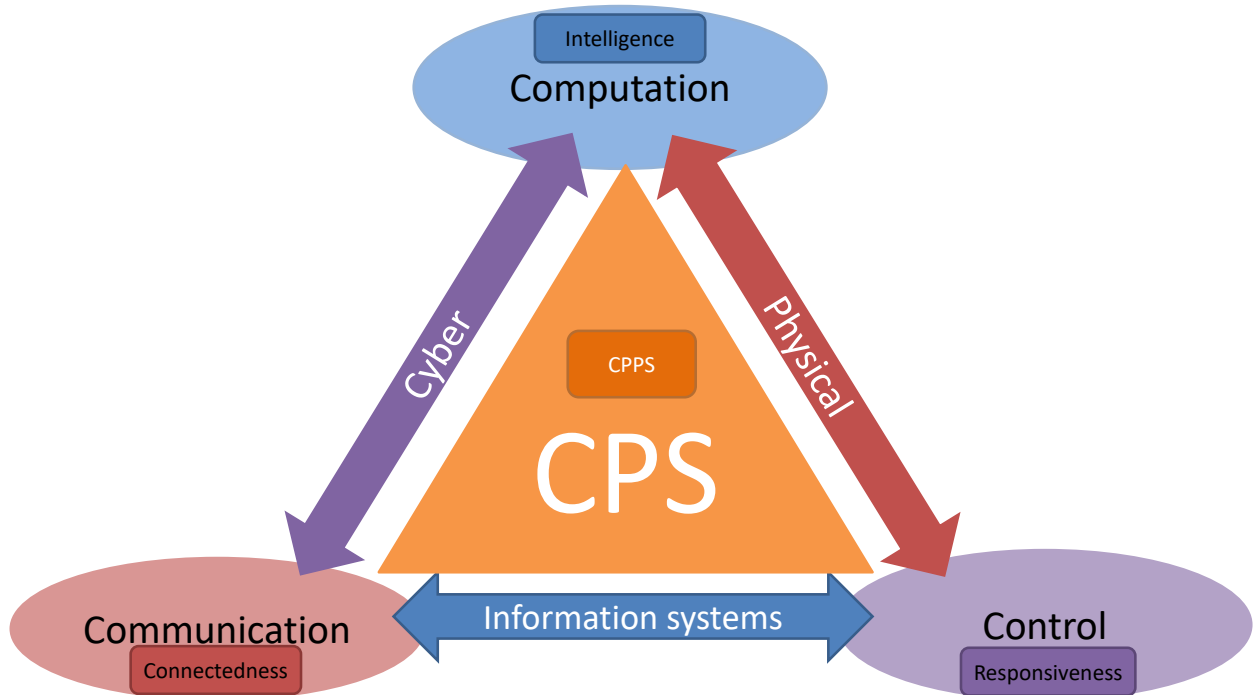 Intelligence
Computation
Cyber
Physical
CPPS
CPS
Information systems
Communication
Connectedness
Control
Responsiveness